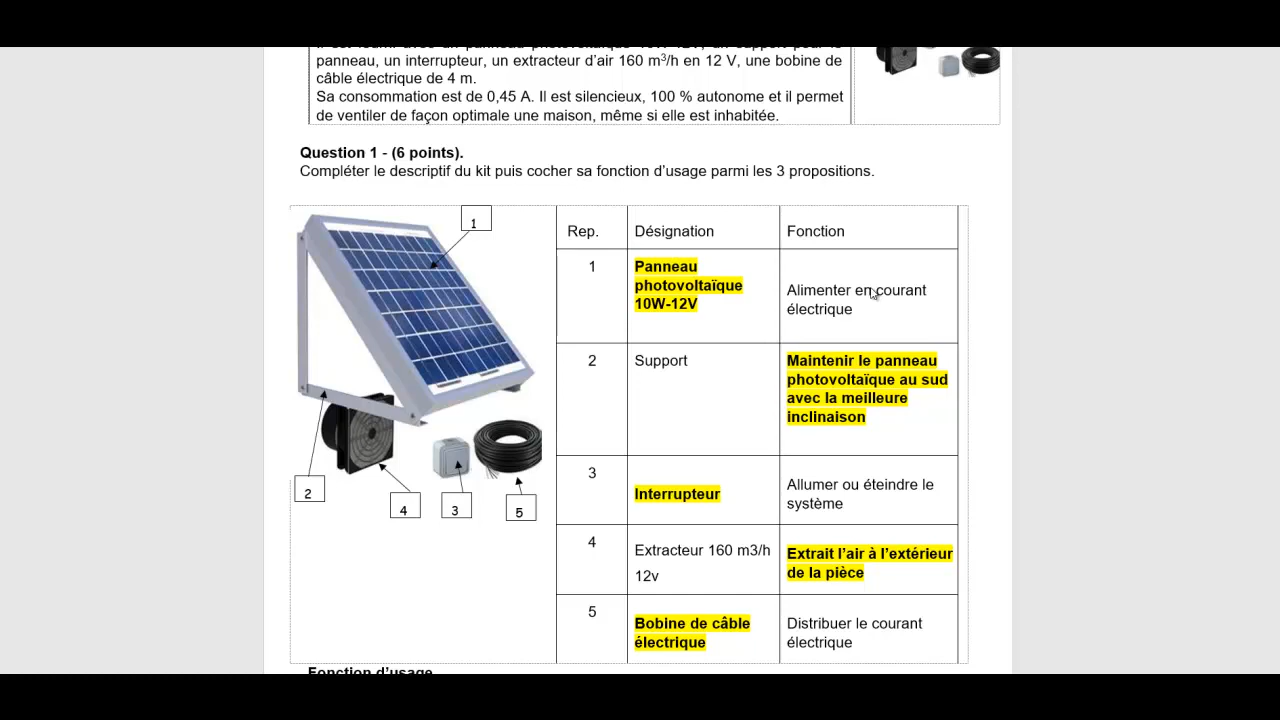 panneau, un interrupteur, un extracteur d’air 160 m³/h en 12 V, une bobine de
câble électrique de 4 m.
Sa consommation est de 0,45 A. Il est silencieux, 100 % autonome et il permet
de ventiler de façon optimale une maison, même si elle est inhabitée.
Question 1 - (6 points).
Compléter le descriptif du kit puis cocher sa fonction d’usage parmi les 3 propositions.
1
2
4
3
5
Rep.
Désignation
Fonction
1
Panneau
photovoltaïque
10W-12V
Alimenter en courant
électrique
2
Support
Maintenir le panneau
photovoltaïque au sud
avec la meilleure
inclinaison
3
Interrupteur
Allumer ou éteindre le
système
4
Extracteur 160 m3/h
12v
Extrait l’air à l’extérieur
de la pièce
5
Bobine de câble
électrique
Distribuer le courant
électrique
Fonction d’usage